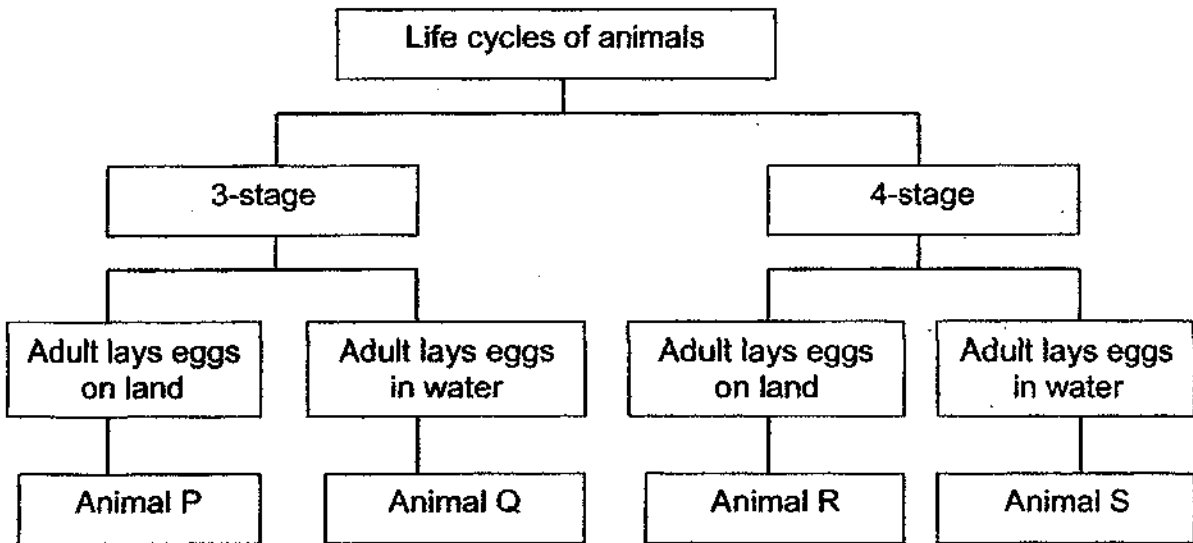 Life cycles of animals
3-stage
4-stage
Adult lays eggs
on land
Adult lays eggs
in water
Adult lays eggs
on land
Adult lays eggs
in water
Animal P
Animal Q
Animal R
Animal S